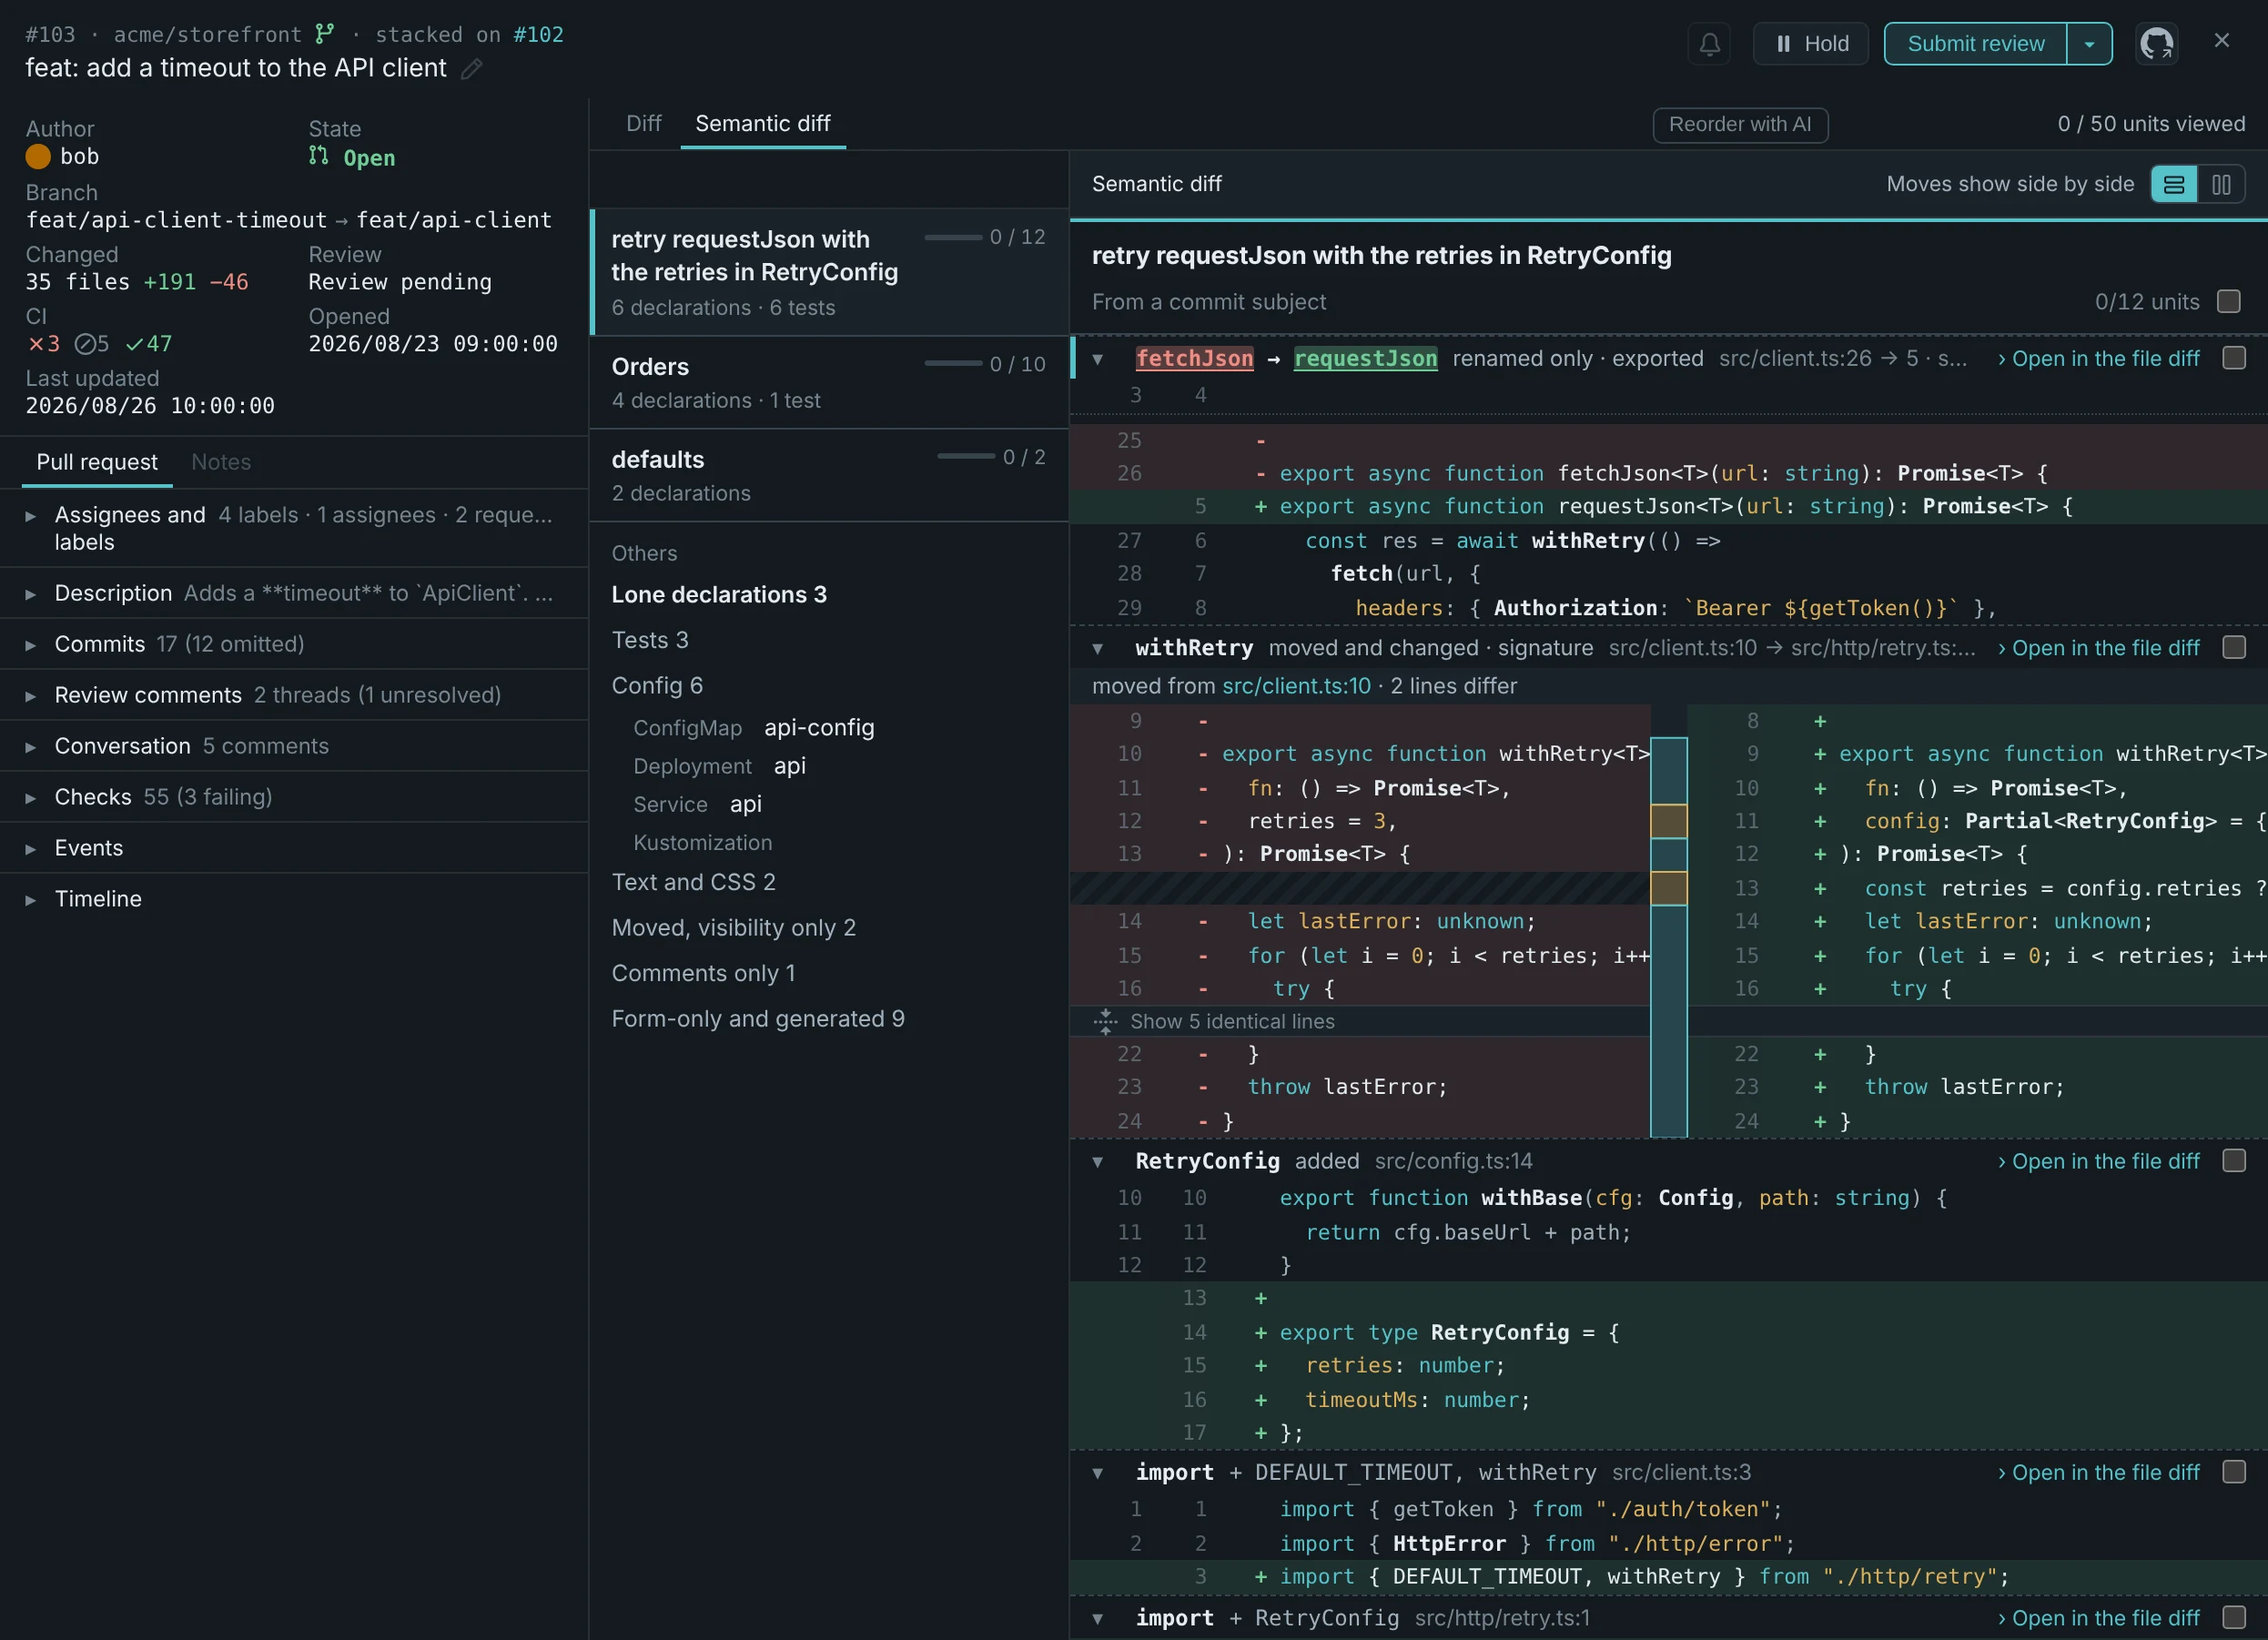 #103 · acme/storefront · stacked on #102
feat: add a timeout to the API client
Hold
Submit review
Author
bob
State
Open
Branch
feat/api-client-timeout → feat/api-client
Changed
35 files +191 −46
Review
Review pending
CI
3 5 47
Opened
2026/08/23 09:00:00
Last updated
2026/08/26 10:00:00
Pull request
Notes
Assignees and labels 4 labels · 1 assignees · 2 reque...
Description Adds a **timeout** to `ApiClient`. ...
Commits 17 (12 omitted)
Review comments 2 threads (1 unresolved)
Conversation 5 comments
Checks 55 (3 failing)
Events
Timeline
Diff
Semantic diff
Reorder with AI
0 / 50 units viewed
retry requestJson with
the retries in RetryConfig
0 / 12
6 declarations · 6 tests
Orders
0 / 10
4 declarations · 1 test
defaults
0 / 2
2 declarations
Others
Lone declarations 3
Tests 3
Config 6
ConfigMap api-config
Deployment api
Service api
Kustomization
Text and CSS 2
Moved, visibility only 2
Comments only 1
Form-only and generated 9
Semantic diff
Moves show side by side
retry requestJson with the retries in RetryConfig
From a commit subject
0/12 units
▼ fetchJson → requestJson renamed only · exported src/client.ts:26 → 5 · s... › Open in the file diff
3 4
25 -
26 - export async function fetchJson<T>(url: string): Promise<T> {
5 + export async function requestJson<T>(url: string): Promise<T> {
27 6 const res = await withRetry(() =>
28 7 fetch(url, {
29 8 headers: { Authorization: `Bearer ${getToken()}` },
▼ withRetry moved and changed · signature src/client.ts:10 → src/http/retry.ts:... › Open in the file diff
moved from src/client.ts:10 · 2 lines differ
9 - 8 +
10 - export async function withRetry<T> 9 + export async function withRetry<T>
11 - fn: () => Promise<T>, 10 + fn: () => Promise<T>,
12 - retries = 3, 11 + config: Partial<RetryConfig> = {
13 - ): Promise<T> { 12 + ): Promise<T> {
13 + const retries = config.retries ?
14 - let lastError: unknown; 14 + let lastError: unknown;
15 - for (let i = 0; i < retries; i++ 15 + for (let i = 0; i < retries; i++
16 - try { 16 + try {
Show 5 identical lines
22 - } 22 + }
23 - throw lastError; 23 + throw lastError;
24 - } 24 + }
▼ RetryConfig added src/config.ts:14 › Open in the file diff
10 10 export function withBase(cfg: Config, path: string) {
11 11 return cfg.baseUrl + path;
12 12 }
13 +
14 + export type RetryConfig = {
15 + retries: number;
16 + timeoutMs: number;
17 + };
▼ import + DEFAULT_TIMEOUT, withRetry src/client.ts:3 › Open in the file diff
1 1 import { getToken } from "./auth/token";
2 2 import { HttpError } from "./http/error";
3 + import { DEFAULT_TIMEOUT, withRetry } from "./http/retry";
▼ import + RetryConfig src/http/retry.ts:1 › Open in the file diff